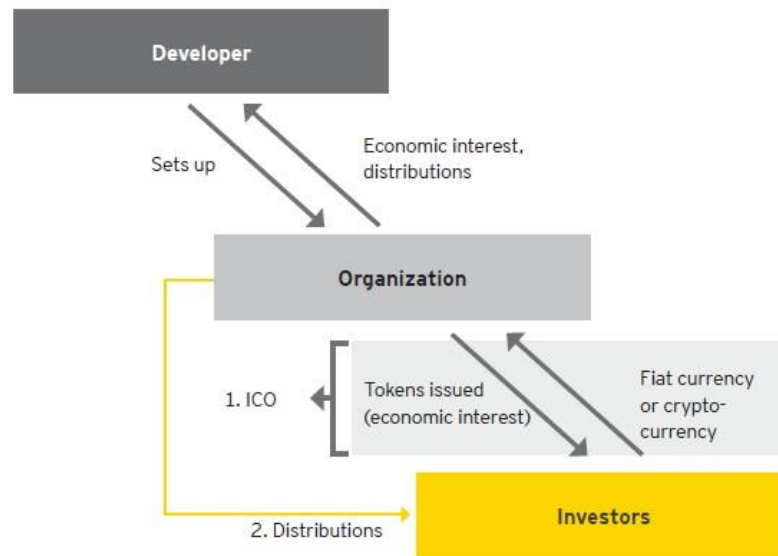 Developer
Sets up
Economic interest,
distributions
Organization
1. ICO
Tokens issued
(economic interest)
Fiat currency
or crypto-
currency
2. Distributions
Investors